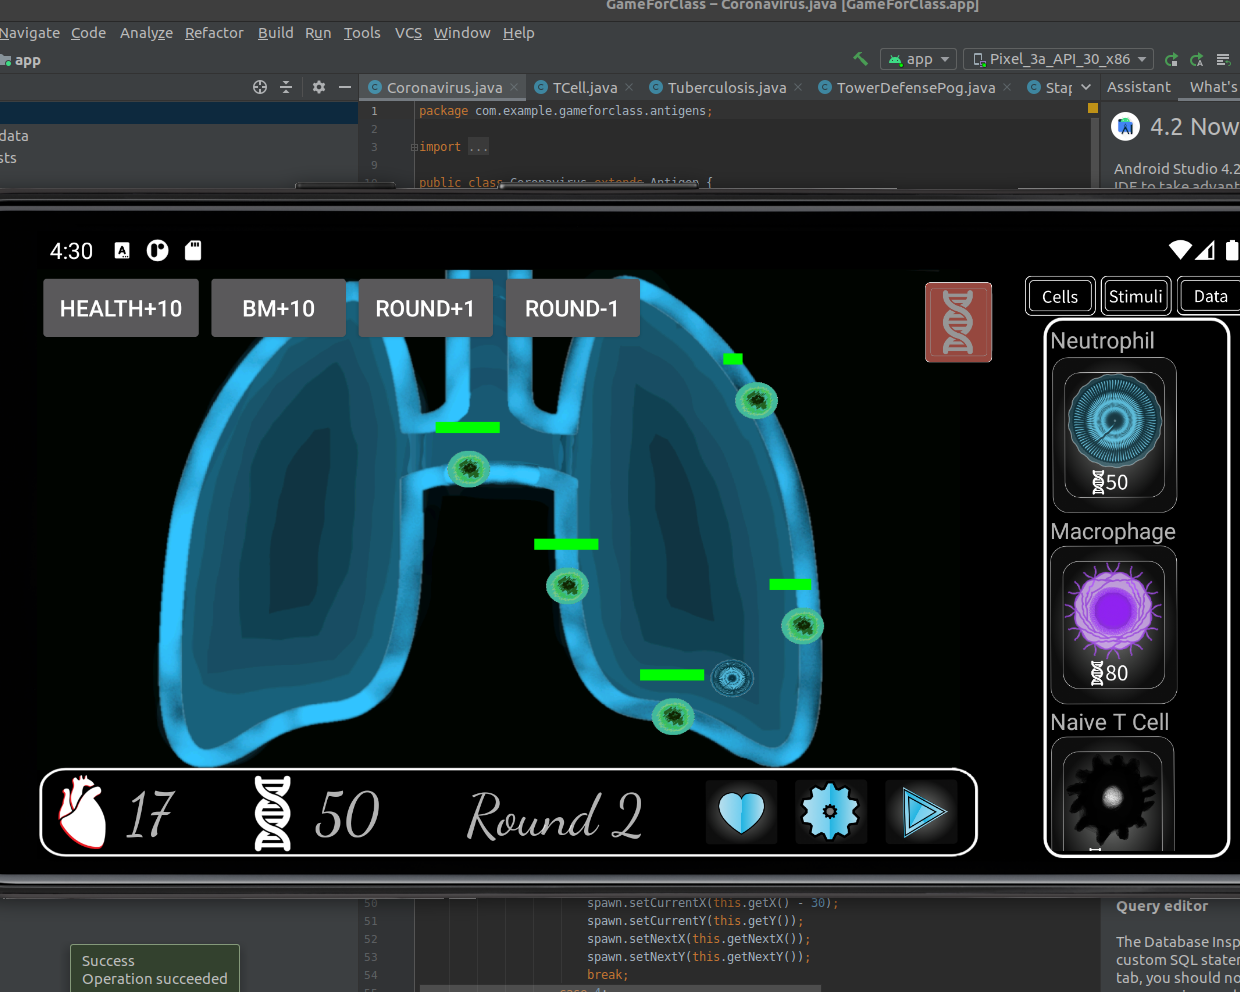 GameForClass – Coronavirus.java [GameForClass.app]
Navigate Code Analyze Refactor Build Run Tools VCS Window Help
app
app Pixel_3a_API_30_x86
Coronavirus.java TCell.java Tuberculosis.java TowerDefensePog.java Assistant What's
1 package com.example.gameforclass.antigens;
4.2 Now
2
data
3 import ...
sts
9
Android Studio 4.2
public class Coronavirus extends Antigen {
IDE to take advant
4:30
HEALTH+10 BM+10 ROUND+1 ROUND-1
Cells Stimuli Data
Neutrophil
50
Macrophage
80
Naive T Cell
17 50 Round 2
50 spawn.setCurrentX(this.getX() - 30);
51 spawn.setCurrentY(this.getY());
52 spawn.setNextX(this.getNextX());
53 spawn.setNextY(this.getNextY());
54 break;
Query editor
The Database Insp
custom SQL stater
tab, you should no
Success
Operation succeeded